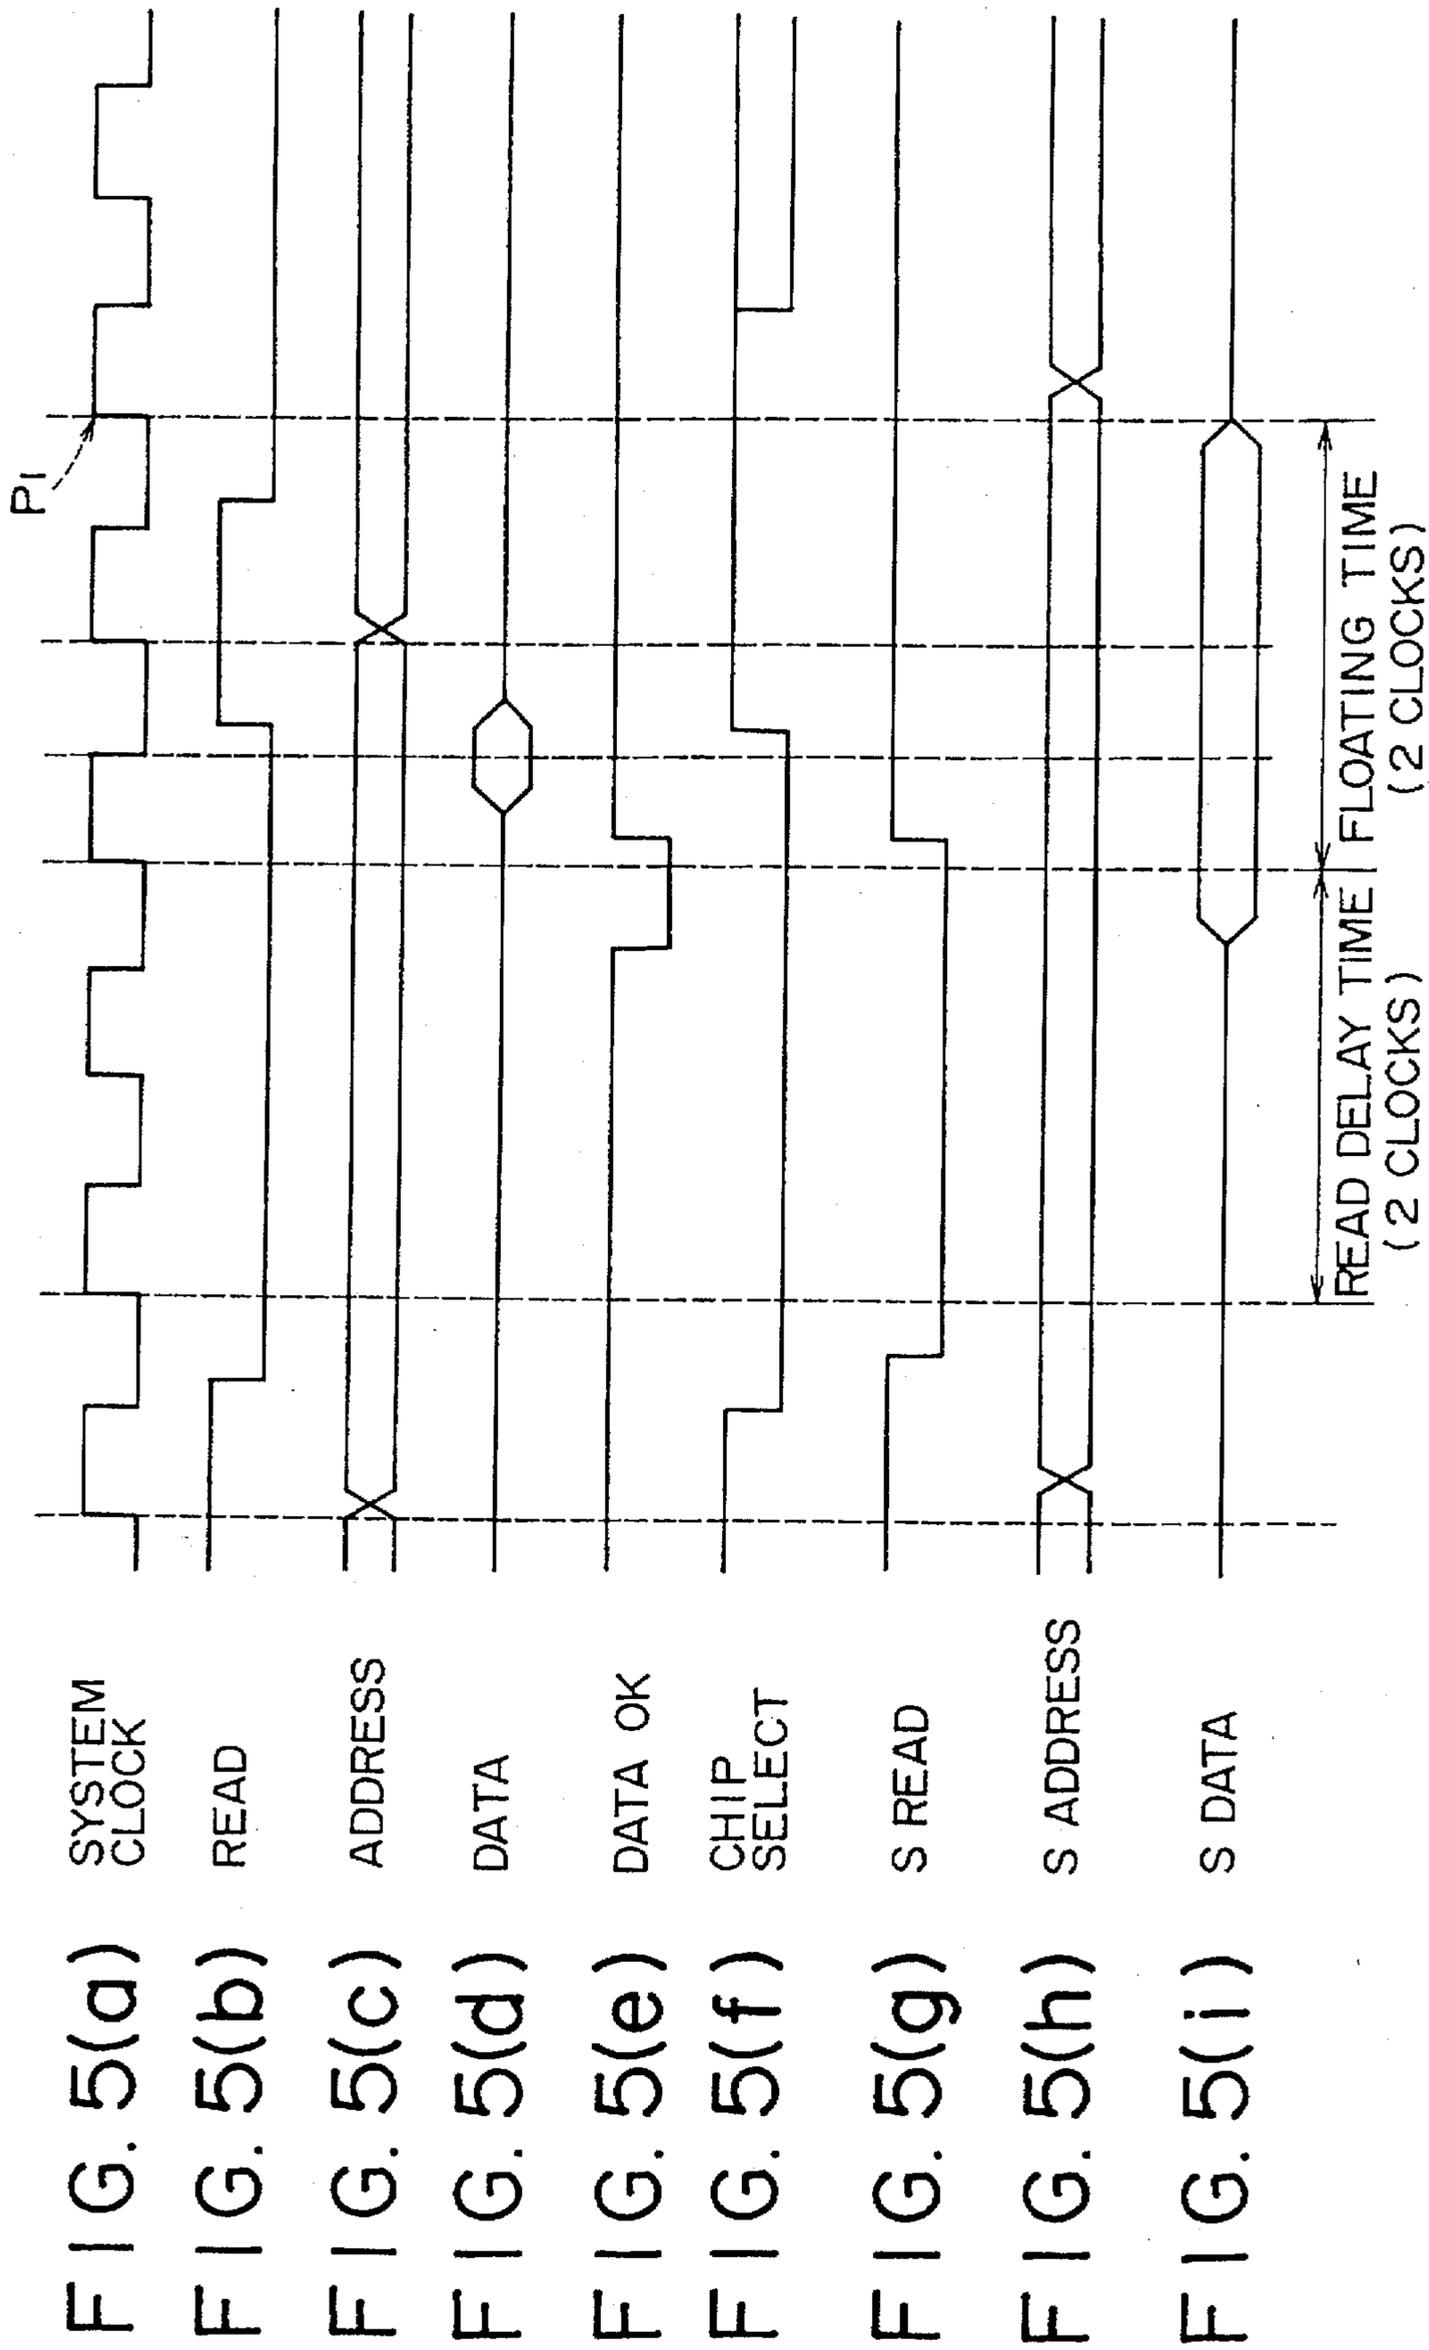 P1
FIG. 5(a) SYSTEM
CLOCK
FIG. 5(b) READ
FIG. 5(c) ADDRESS
FIG. 5(d) DATA
FIG. 5(e) DATA OK
FIG. 5(f) CHIP
SELECT
FIG. 5(g) S READ
FIG. 5(h) S ADDRESS
FIG. 5(i) S DATA
READ DELAY TIME
(2 CLOCKS)
FLOATING TIME
(2 CLOCKS)